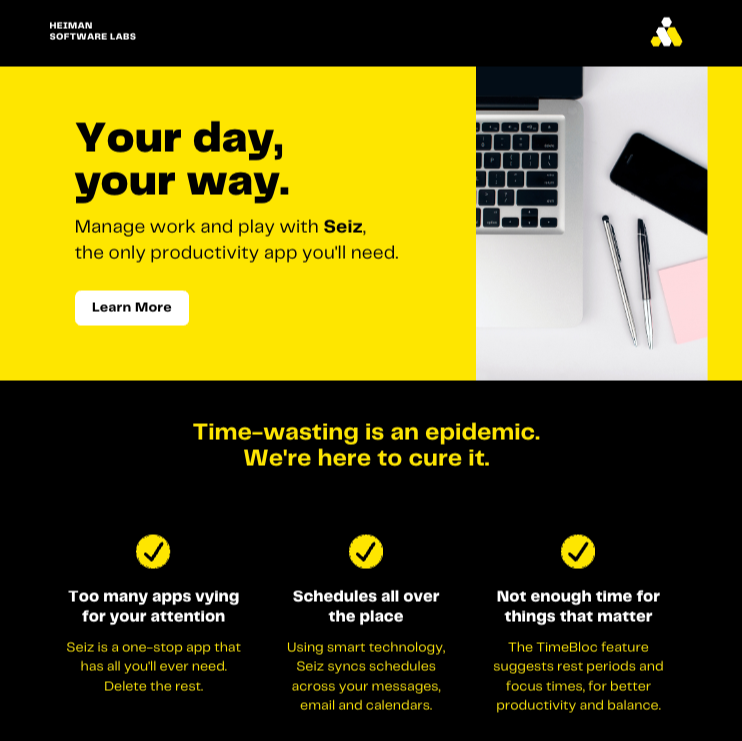 HEIMAN
SOFTWARE LABS
Your day,
your way.
Manage work and play with Seiz,
the only productivity app you'll need.
Learn More
Time-wasting is an epidemic.
We're here to cure it.
Too many apps vying
for your attention
Seiz is a one-stop app that
has all you'll ever need.
Delete the rest.
Schedules all over
the place
Using smart technology,
Seiz syncs schedules
across your messages,
email and calendars.
Not enough time for
things that matter
The TimeBloc feature
suggests rest periods and
focus times, for better
productivity and balance.